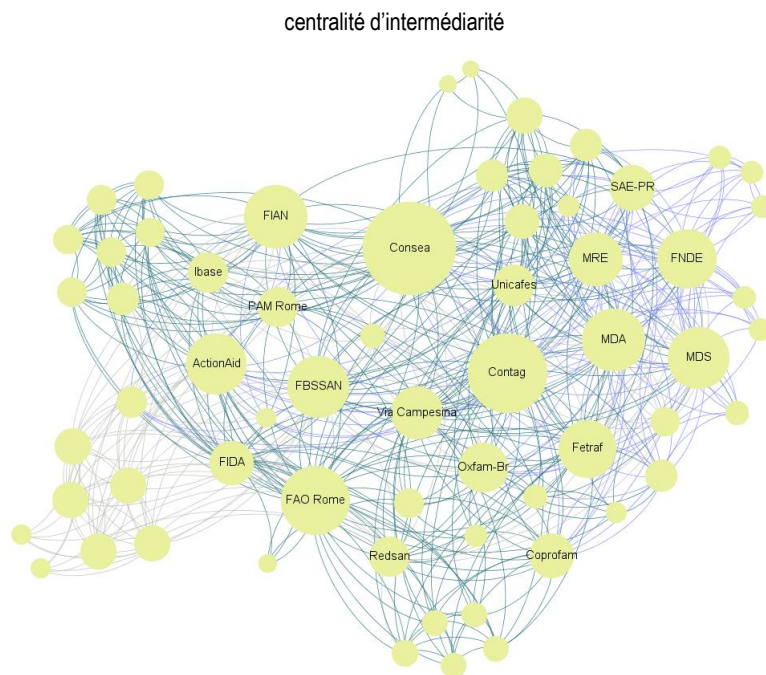 centralité d’intermédiarité
SAE-PR
FIAN
Consea
MRE
FNDE
Ibase
Unicafes
PAM Rome
MDA
ActionAid
MDS
Contag
FBSSAN
Via Campesina
Fetraf
FIDA
Oxfam-Br
FAO Rome
Redsan
Coprofam